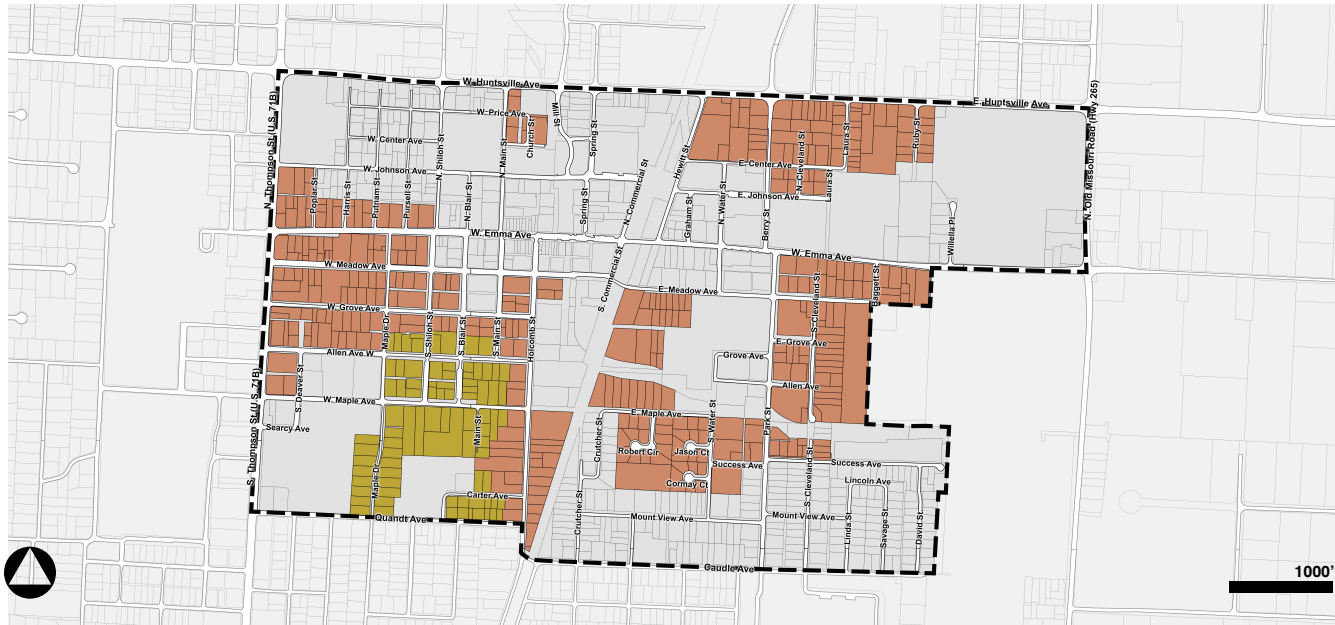 W. Huntsville Ave
E. Huntsville Ave
N. Thompson St (U.S. 71B)
N. Old Missouri Road (Hwy 265)
W. Price Ave
Mill St
Church St
Spring St
W. Center Ave
N. Shiloh St
N. Main St
W. Johnson Ave
N. Commercial St
Hewitt St
E. Center Ave
N. Cleveland St
Laura St
Ruby St
Laura St
E. Johnson Ave
Poplar St
Harris St
Putnam St
Pursell St
N. Blair St
Spring St
Graham St
N. Water St
Berry St
Willella Pl
W. Emma Ave
W. Emma Ave
W. Meadow Ave
S. Commercial St
E. Meadow Ave
S. Cleveland St
Baggett St
W. Grove Ave
Maple Dr
S. Shiloh St
S. Blair St
S. Main St
Holcomb St
E. Grove Ave
Allen Ave W.
Grove Ave
Allen Ave
S. Deaver St
W. Maple Ave
E. Maple Ave
S. Thompson St (U.S. 71B)
Searcy Ave
Main St
Crutcher St
S. Water St
Park St
Robert Cir
Jason Ct
Success Ave
Success Ave
S. Cleveland St
Maple Dr
Cormay Ct
Lincoln Ave
Carter Ave
Crutcher St
Quandt Ave
Mount View Ave
Mount View Ave
Linda St
Savage St
David St
Caudle Ave
1000'